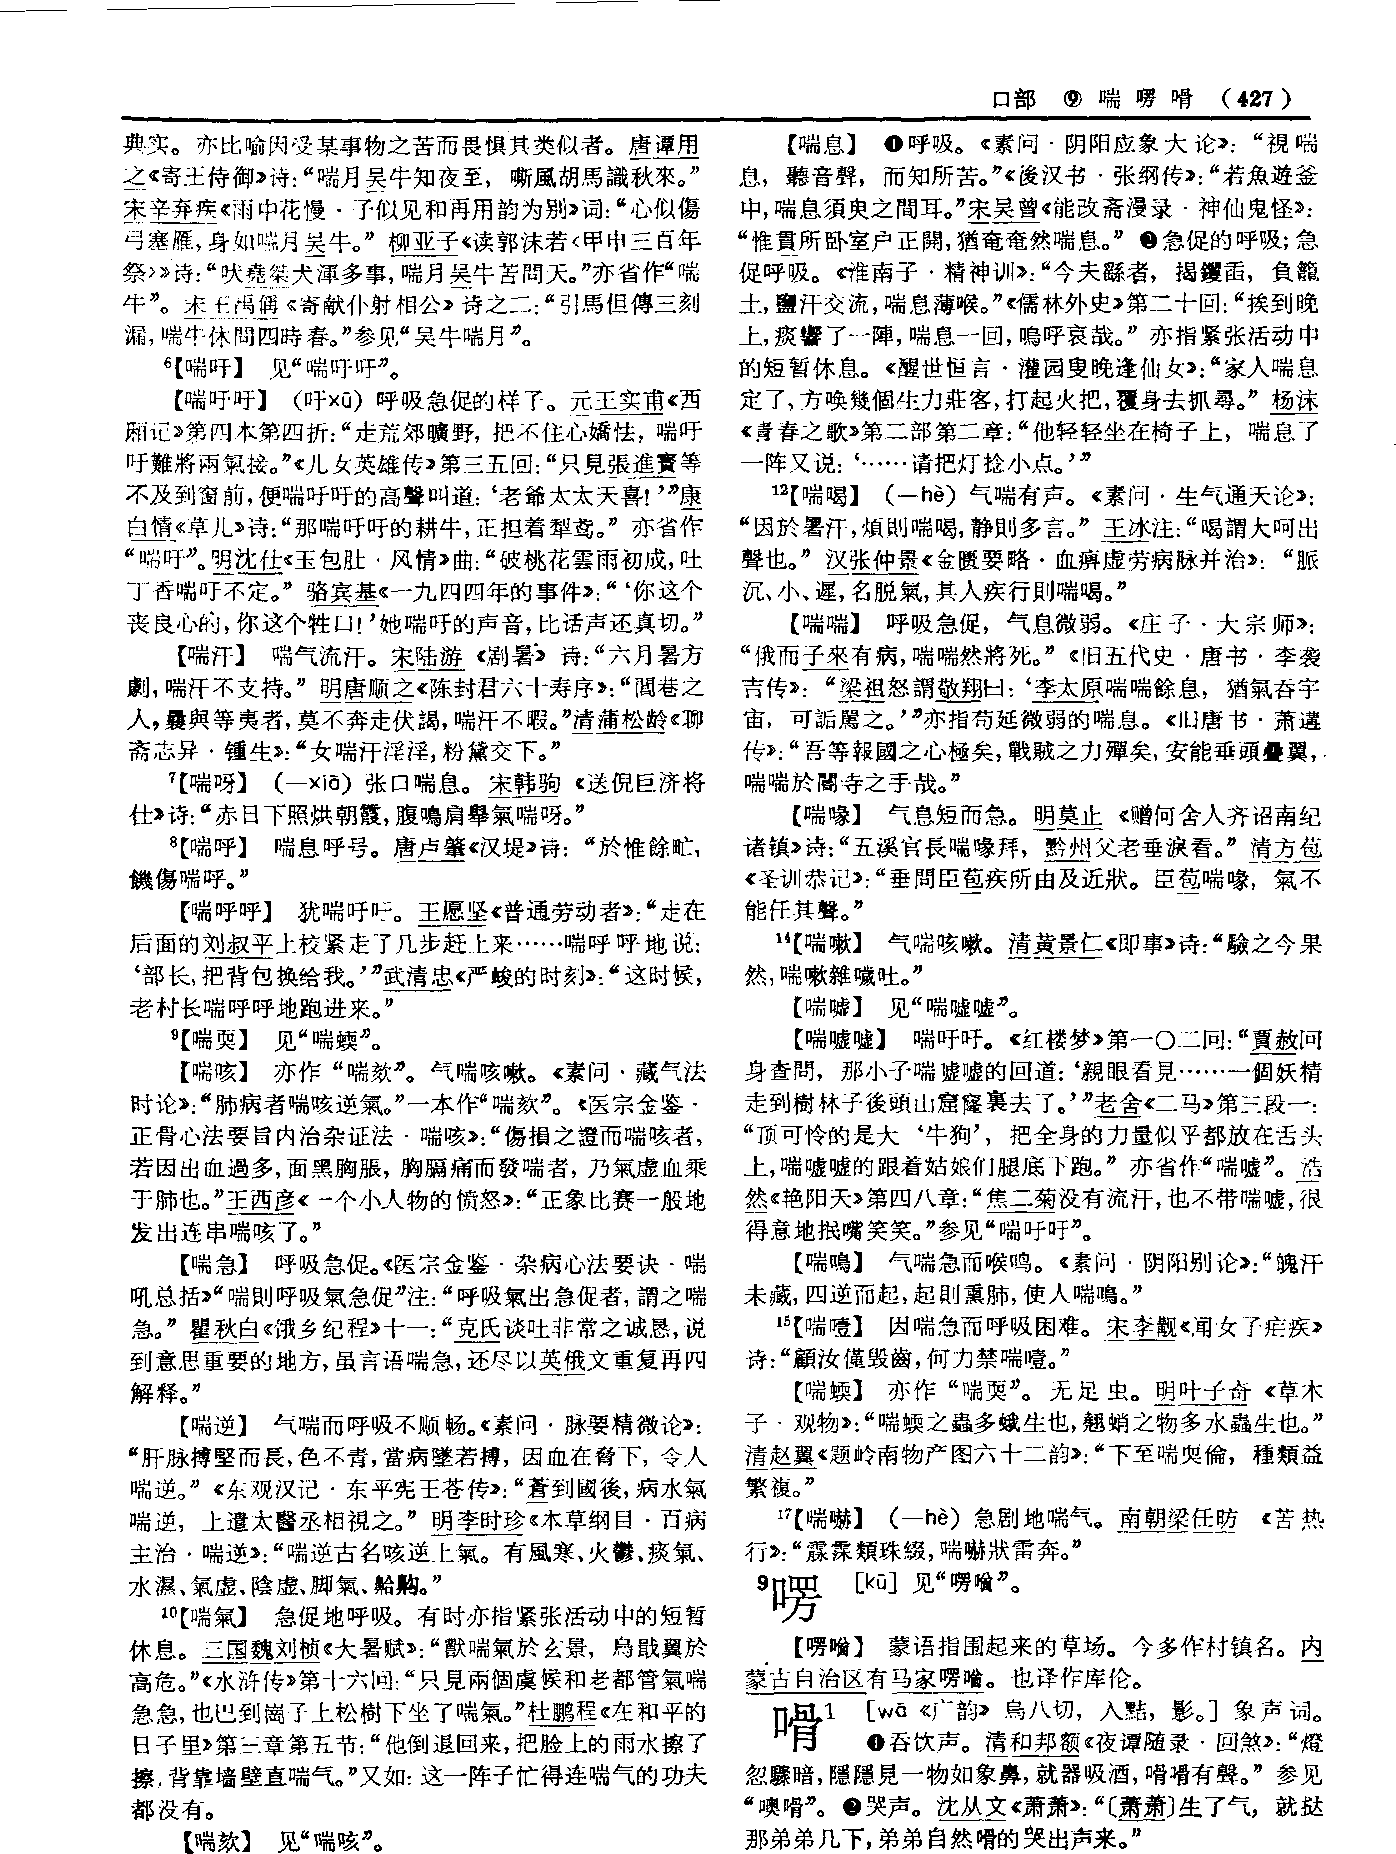 口部 ⑨ 喘㖮嗗 (427)
典实。亦比喻因受某事物之苦而畏惧其类似者。唐谭用
之《寄王侍御》诗:“喘月吴牛知夜至，嘶風胡馬識秋來。”
宋辛弃疾《雨中花慢·子似见和再用韵为别》词:“心似傷
弓塞雁,身如喘月吴牛。” 柳亚子《读郭沫若〈甲申三百年
祭〉》诗:“吠堯桀犬渾多事,喘月吴牛苦問天。”亦省作“喘
牛”。宋王禹偁《寄献仆射相公》诗之二:“引馬但傳三刻
漏,喘牛休問四時春。”参见“吴牛喘月”。
⁶【喘吁】 见“喘吁吁”。
【喘吁吁】 (吁xū) 呼吸急促的样子。元王实甫《西
厢记》第四本第四折:“走荒郊曠野，把不住心嬌怯，喘吁
吁難將兩氣接。”《儿女英雄传》第三五回:“只見張進寶等
不及到窗前,便喘吁吁的高聲叫道:‘老爺太太天喜!’”康
白情《草儿》诗:“那喘吁吁的耕牛,正担着犁鸢。” 亦省作
“喘吁”。明沈仕《玉包肚·风情》曲:“破桃花雲雨初成,吐
丁香喘吁不定。” 骆宾基《一九四四年的事件》:“‘你这个
丧良心的,你这个牲口!’她喘吁的声音,比话声还真切。”
【喘汗】 喘气流汗。宋陆游《剧暑》诗:“六月暑方
劇,喘汗不支持。” 明唐顺之《陈封君六十寿序》:“閭巷之
人,曩與等夷者,莫不奔走伏謁,喘汗不暇。”清蒲松龄《聊
斋志异·锺生》:“女喘汗淫淫,粉黛交下。”
⁷【喘呀】 (—xiā) 张口喘息。宋韩驹《送倪巨济将
仕》诗:“赤日下照烘朝霞,腹鳴肩舉氣喘呀。”
⁸【喘呼】 喘息呼号。唐卢肇《汉堤》诗:“於惟餘甿,
饑傷喘呼。”
【喘呼呼】 犹喘吁吁。王愿坚《普通劳动者》:“走在
后面的刘叔平上校紧走了几步赶上来……喘呼呼地说:
‘部长,把背包换给我。’”武清忠《严峻的时刻》:“这时候,
老村长喘呼呼地跑进来。”
⁹【喘耎】 见“喘蝡”。
【喘咳】 亦作“喘欬”。气喘咳嗽。《素问·藏气法
时论》:“肺病者喘咳逆氣。”一本作“喘欬”。《医宗金鉴·
正骨心法要旨内治杂证法·喘咳》:“傷損之證而喘咳者,
若因出血過多,面黑胸脹，胸膈痛而發喘者，乃氣虚血乘
于肺也。”王西彦《一个小人物的愤怒》:“正象比赛一般地
发出连串喘咳了。”
【喘急】 呼吸急促。《医宗金鉴·杂病心法要诀·喘
吼总括》“喘則呼吸氣急促”注:“呼吸氣出急促者,謂之喘
急。” 瞿秋白《饿乡纪程》十一:“克氏谈吐非常之诚恳,说
到意思重要的地方,虽言语喘急,还尽以英俄文重复再四
解释。”
【喘逆】 气喘而呼吸不顺畅。《素问·脉要精微论》:
“肝脉搏堅而長,色不青,當病墜若搏，因血在脅下，令人
喘逆。” 《东观汉记·东平宪王苍传》:“蒼到國後,病水氣
喘逆，上遣太醫丞相視之。” 明李时珍《本草纲目·百病
主治·喘逆》:“喘逆古名咳逆上氣。有風寒、火鬱、痰氣、
水濕、氣虚、陰虚、脚氣、齁䶎。”
¹⁰【喘氣】 急促地呼吸。有时亦指紧张活动中的短暂
休息。三国魏刘桢《大暑赋》:“獸喘氣於玄景，鳥戢翼於
高危。”《水浒传》第十六回:“只見兩個虞候和老都管氣喘
急急,也巴到崗子上松樹下坐了喘氣。”杜鹏程《在和平的
日子里》第三章第五节:“他倒退回来,把脸上的雨水擦了
擦,背靠墙壁直喘气。”又如:这一阵子忙得连喘气的功夫
都没有。
【喘欬】 见“喘咳”。
【喘息】 ❶呼吸。《素问·阴阳应象大论》:“視喘
息，聽音聲，而知所苦。”《後汉书·张纲传》:“若魚遊釜
中,喘息須臾之間耳。”宋吴曾《能改斋漫录·神仙鬼怪》:
“惟貫所卧室户正開,猶奄奄然喘息。” ❷急促的呼吸;急
促呼吸。《淮南子·精神训》:“今夫繇者，揭钁臿，負籠
土,鹽汗交流,喘息薄喉。”《儒林外史》第二十回:“挨到晚
上,痰響了一陣,喘息一回,嗚呼哀哉。” 亦指紧张活动中
的短暂休息。《醒世恒言·灌园叟晚逢仙女》:“家人喘息
定了,方唤幾個生力莊客,打起火把,覆身去抓尋。” 杨沫
《青春之歌》第二部第二章:“他轻轻坐在椅子上，喘息了
一阵又说:‘……请把灯捻小点。’”
¹²【喘喝】 (—hè) 气喘有声。《素问·生气通天论》:
“因於暑汗,煩則喘喝,静則多言。” 王冰注:“喝謂大呵出
聲也。” 汉张仲景《金匮要略·血痹虚劳病脉并治》:“脈
沉、小、遲,名脱氣,其人疾行則喘喝。”
【喘喘】 呼吸急促，气息微弱。《庄子·大宗师》:
“俄而子來有病,喘喘然將死。” 《旧五代史·唐书·李袭
吉传》:“梁祖怒謂敬翔曰:‘李太原喘喘餘息，猶氣吞宇
宙，可詬駡之。’”亦指苟延微弱的喘息。《旧唐书·萧遘
传》:“吾等報國之心極矣,戰賊之力殫矣,安能垂頭疊翼,
喘喘於閽寺之手哉。”
【喘喙】 气息短而急。明莫止《赠何舍人齐诏南纪
诸镇》诗:“五溪官長喘喙拜，黔州父老垂淚看。” 清方苞
《圣训恭记》:“垂問臣苞疾所由及近狀。臣苞喘喙，氣不
能任其聲。”
¹⁴【喘嗽】 气喘咳嗽。清黄景仁《即事》诗:“驗之今果
然,喘嗽雜噦吐。”
【喘嘘】 见“喘嘘嘘”。
【喘嘘嘘】 喘吁吁。《红楼梦》第一〇二回:“賈赦回
身查問，那小子喘嘘嘘的回道:‘親眼看見……一個妖精
走到樹林子後頭山窟窿裏去了。’”老舍《二马》第三段一:
“顶可怜的是大‘牛狗’，把全身的力量似乎都放在舌头
上,喘嘘嘘的跟着姑娘们腿底下跑。” 亦省作“喘嘘”。浩
然《艳阳天》第四八章:“焦二菊没有流汗,也不带喘嘘,很
得意地抿嘴笑笑。”参见“喘吁吁”。
【喘鳴】 气喘急而喉鸣。《素问·阴阳别论》:“魄汗
未藏,四逆而起,起則熏肺,使人喘鳴。”
¹⁵【喘噎】 因喘急而呼吸困难。宋李觏《闻女子疟疾》
诗:“顧汝僅毁齒,何力禁喘噎。”
【喘蝡】 亦作“喘耎”。无足虫。明叶子奇《草木
子·观物》:“喘蝡之蟲多蛾生也,翹蛸之物多水蟲生也。”
清赵翼《题岭南物产图六十二韵》:“下至喘耎倫，種類益
繁複。”
¹⁷【喘嚇】 (—hè) 急剧地喘气。南朝梁任昉《苦热
行》:“霡霂類珠綴,喘嚇狀雷奔。”
9㖮 [kū] 见“㖮㘎”。
【㖮㘎】 蒙语指围起来的草场。今多作村镇名。内
蒙古自治区有马家㖮㘎。也译作库伦。
嗗1 [wā《广韵》烏八切，入黠，影。] 象声词。
❶吞饮声。清和邦额《夜谭随录·回煞》:“燈
忽驟暗,隱隱見一物如象鼻,就器吸酒,嗗嗗有聲。” 参见
“噢嗗”。❷哭声。沈从文《萧萧》:“〔萧萧〕生了气，就挞
那弟弟几下,弟弟自然嗗的哭出声来。”